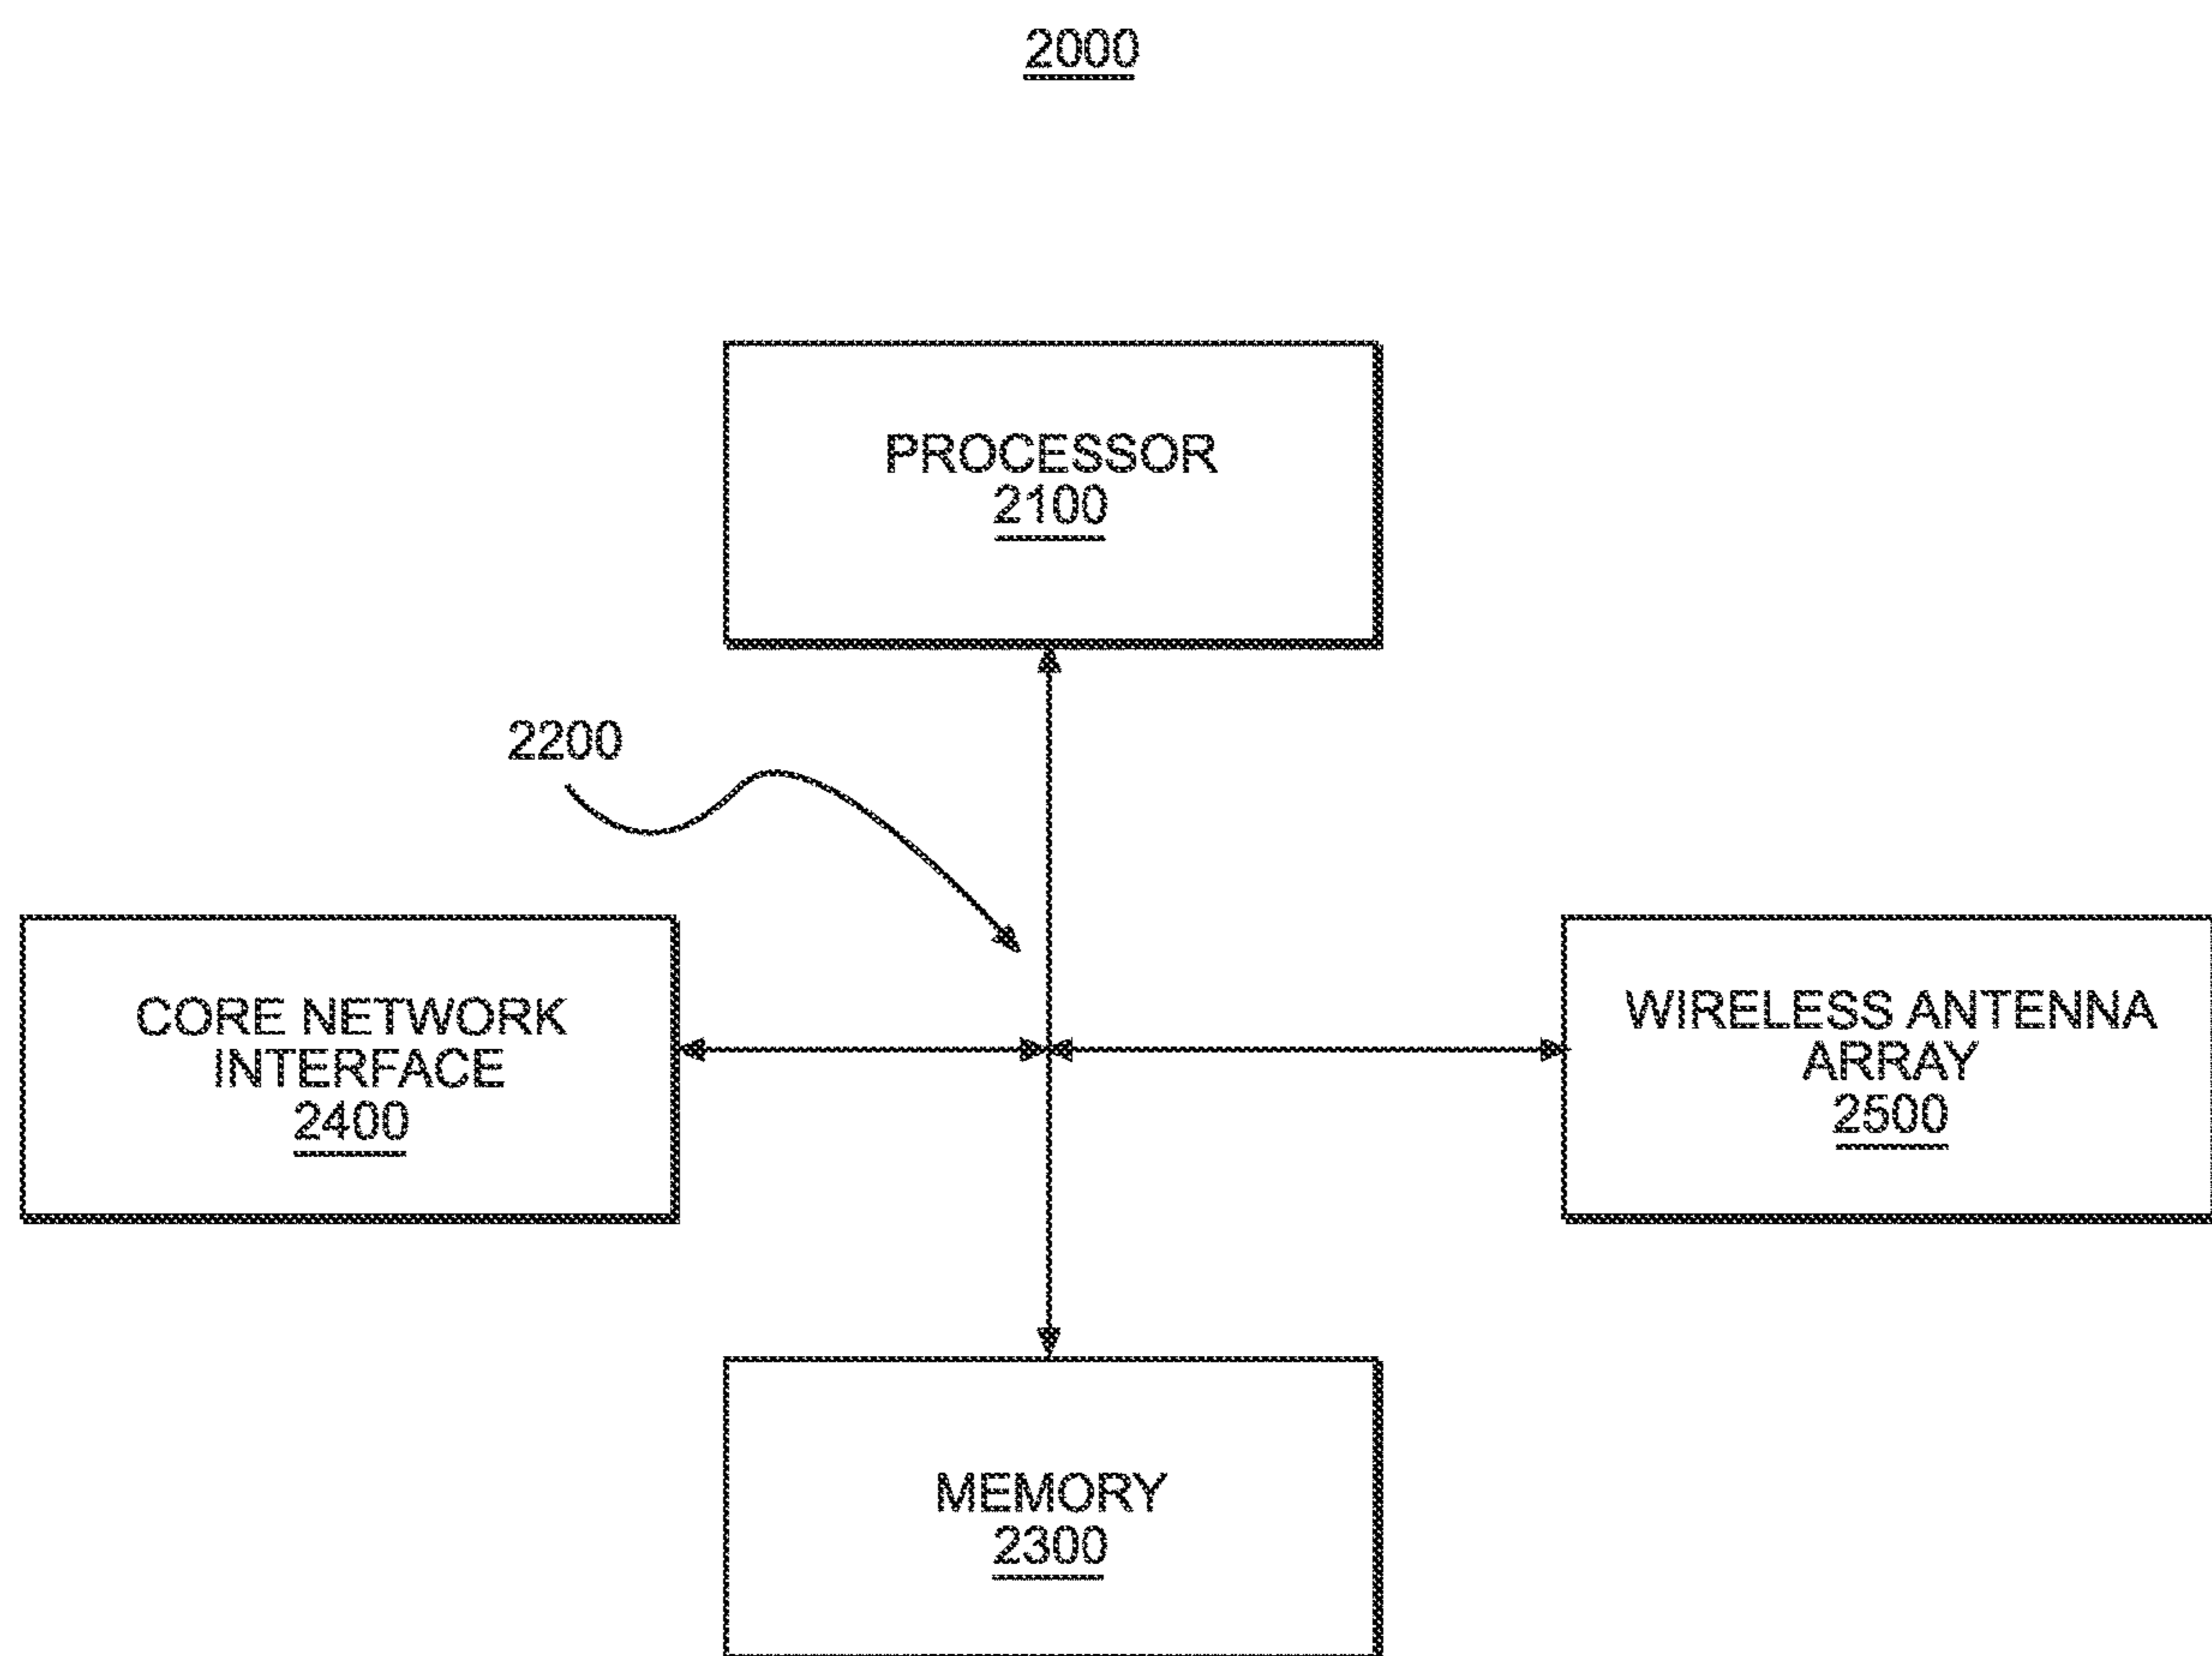 2000
PROCESSOR
2100
2200
CORE NETWORK
INTERFACE
2400
WIRELESS ANTENNA
ARRAY
2500
MEMORY
2300